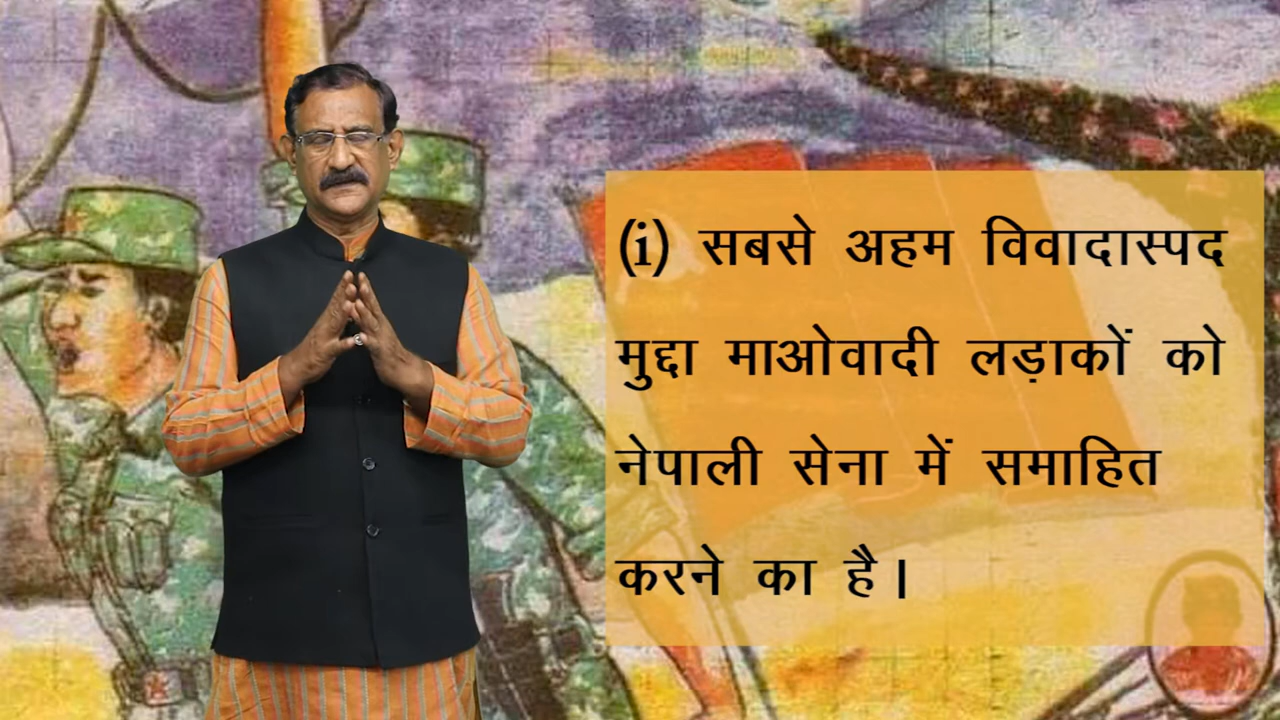 (i) सबसे अहम विवादास्पद
मुद्दा माओवादी लड़ाकों को
नेपाली सेना में समाहित
करने का है।